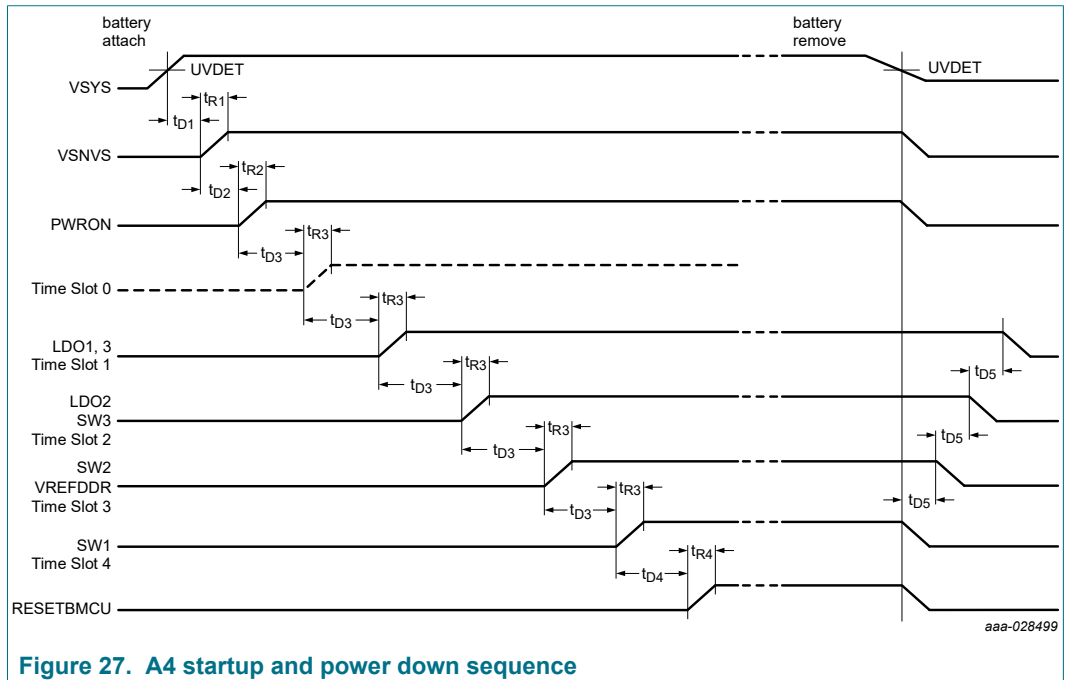 battery
attach
battery
remove
UVDET
UVDET
VSYS
tR1
tD1
VSNVS
tR2
tD2
PWRON
tR3
tD3
Time Slot 0
tR3
tD3
LDO1, 3
Time Slot 1
tR3
tD5
tD3
LDO2
SW3
Time Slot 2
tR3
tD5
tD3
SW2
VREFDDR
Time Slot 3
tR3
tD5
tD3
SW1
Time Slot 4
tR4
tD4
RESETBMCU
aaa-028499
Figure 27. A4 startup and power down sequence